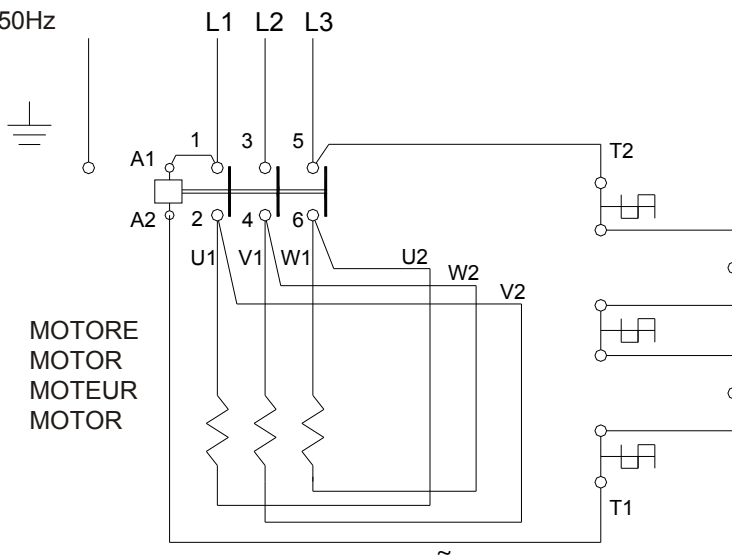 50Hz
L1 L2 L3
1 3 5
A1
T2
A2 2 4 6
U1 V1 W1 U2
W2
V2
MOTORE
MOTOR
MOTEUR
MOTOR
T1
~